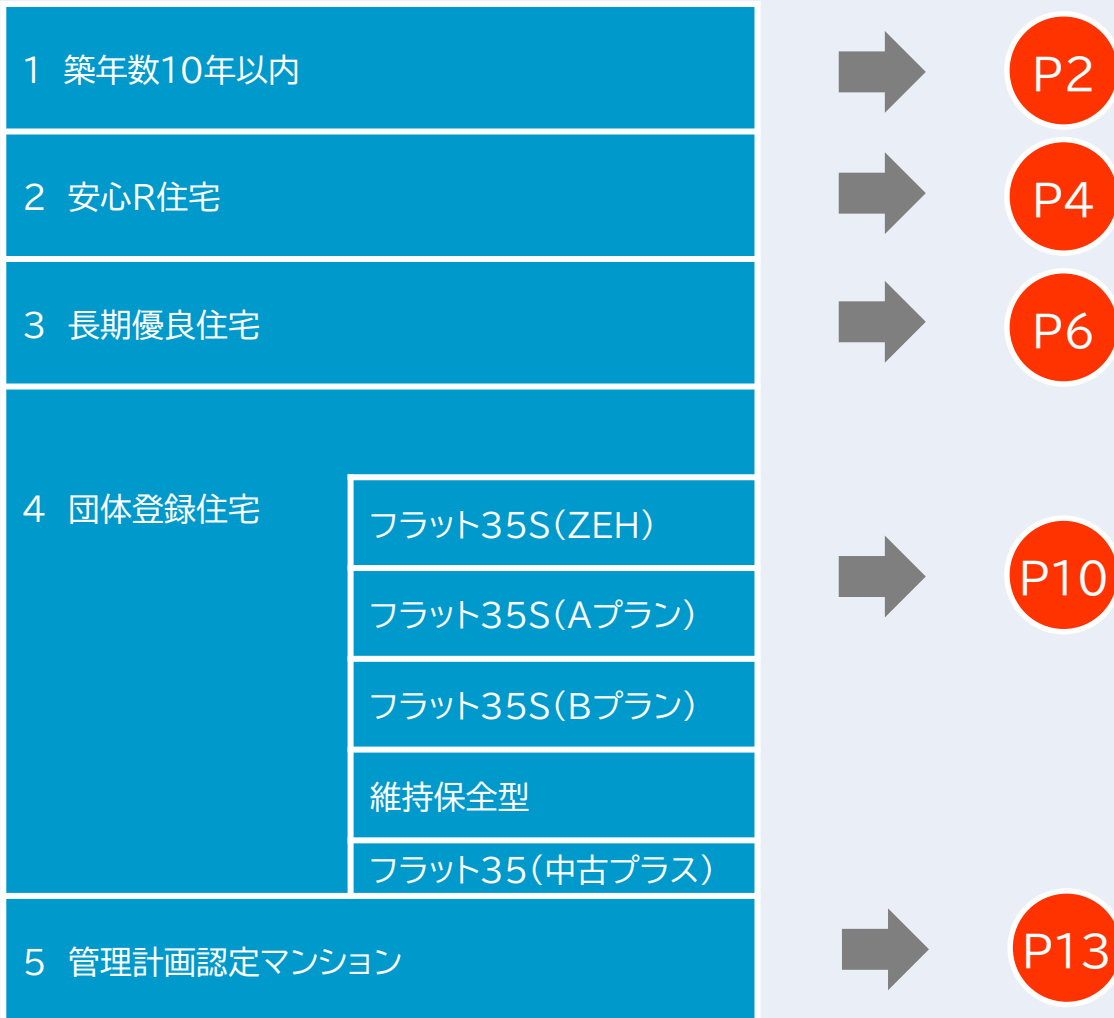 1 築年数10年以内
P2
2 安心R住宅
P4
3 長期優良住宅
P6
4 団体登録住宅
フラット35S(ZEH)
フラット35S(Aプラン)
フラット35S(Bプラン)
維持保全型
フラット35(中古プラス)
P10
5 管理計画認定マンション
P13